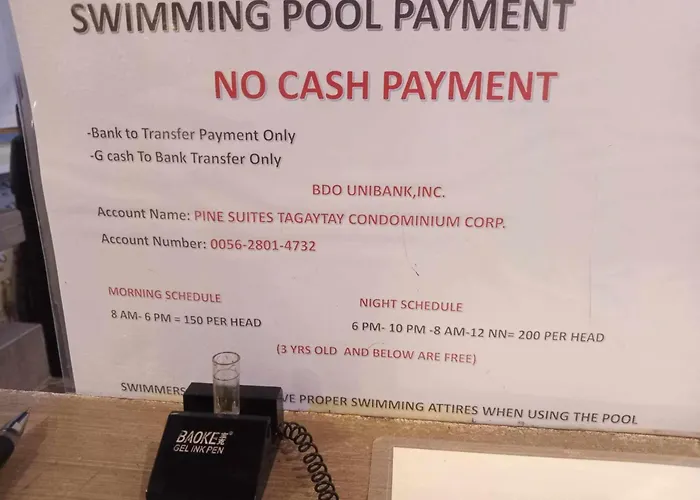 SWIMMING POOL PAYMENT
NO CASH PAYMENT
-Bank to Transfer Payment Only
-G cash To Bank Transfer Only
BDO UNIBANK,INC.
Account Name: PINE SUITES TAGAYTAY CONDOMINIUM CORP.
Account Number: 0056-2801-4732
MORNING SCHEDULE
8 AM- 6 PM = 150 PER HEAD
NIGHT SCHEDULE
6 PM- 10 PM -8 AM-12 NN= 200 PER HEAD
(3 YRS OLD AND BELOW ARE FREE)
SWIMMERS PROPER SWIMMING ATTIRES WHEN USING THE POOL
BAOKE
GEL INK PEN